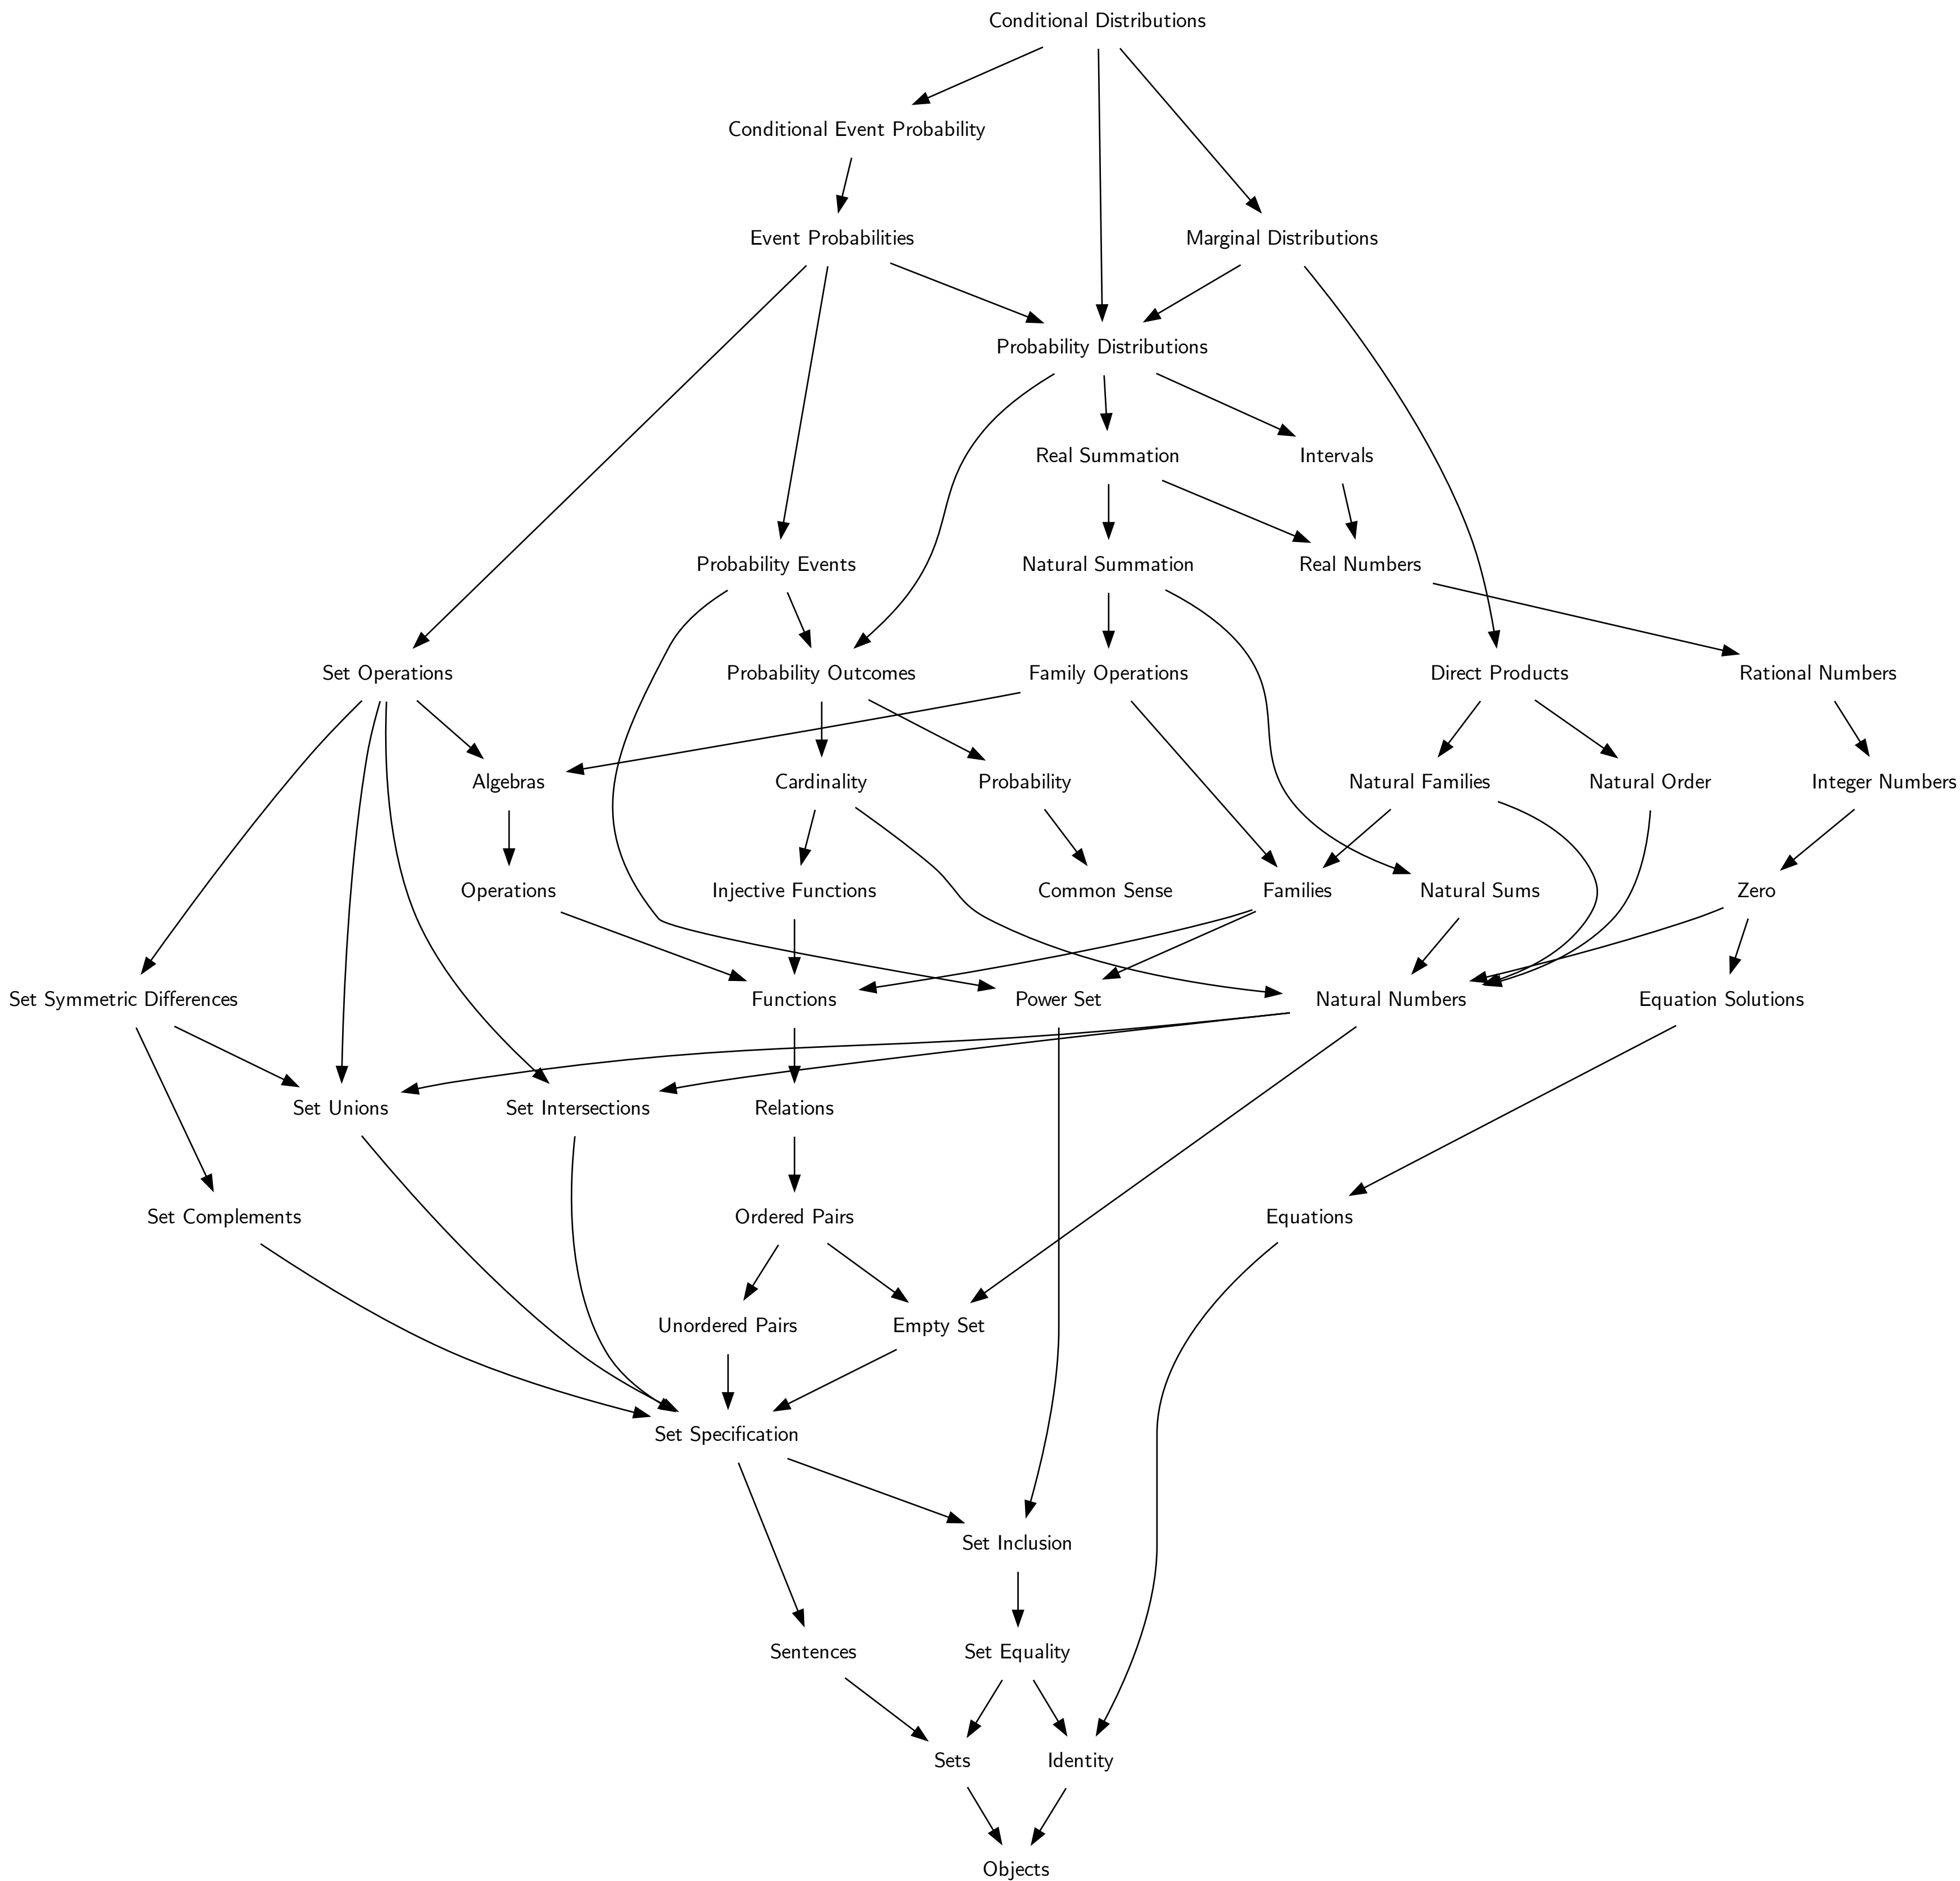 Conditional Distributions
Conditional Event Probability
Event Probabilities
Marginal Distributions
Probability Distributions
Real Summation
Intervals
Probability Events
Natural Summation
Real Numbers
Set Operations
Probability Outcomes
Family Operations
Direct Products
Rational Numbers
Algebras
Cardinality
Probability
Natural Families
Natural Order
Integer Numbers
Operations
Injective Functions
Common Sense
Families
Natural Sums
Zero
Set Symmetric Differences
Functions
Power Set
Natural Numbers
Equation Solutions
Set Unions
Set Intersections
Relations
Set Complements
Ordered Pairs
Equations
Unordered Pairs
Empty Set
Set Specification
Set Inclusion
Sentences
Set Equality
Sets
Identity
Objects